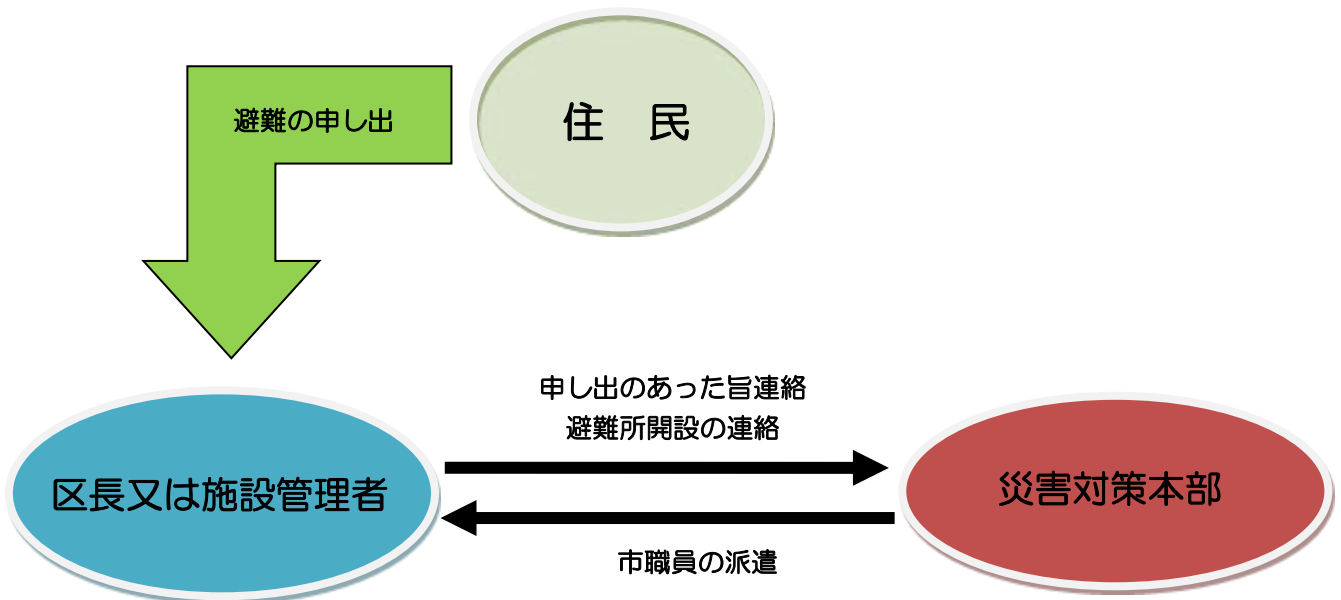 住　民
避難の申し出
申し出のあった旨連絡
避難所開設の連絡
区長又は施設管理者
災害対策本部
市職員の派遣